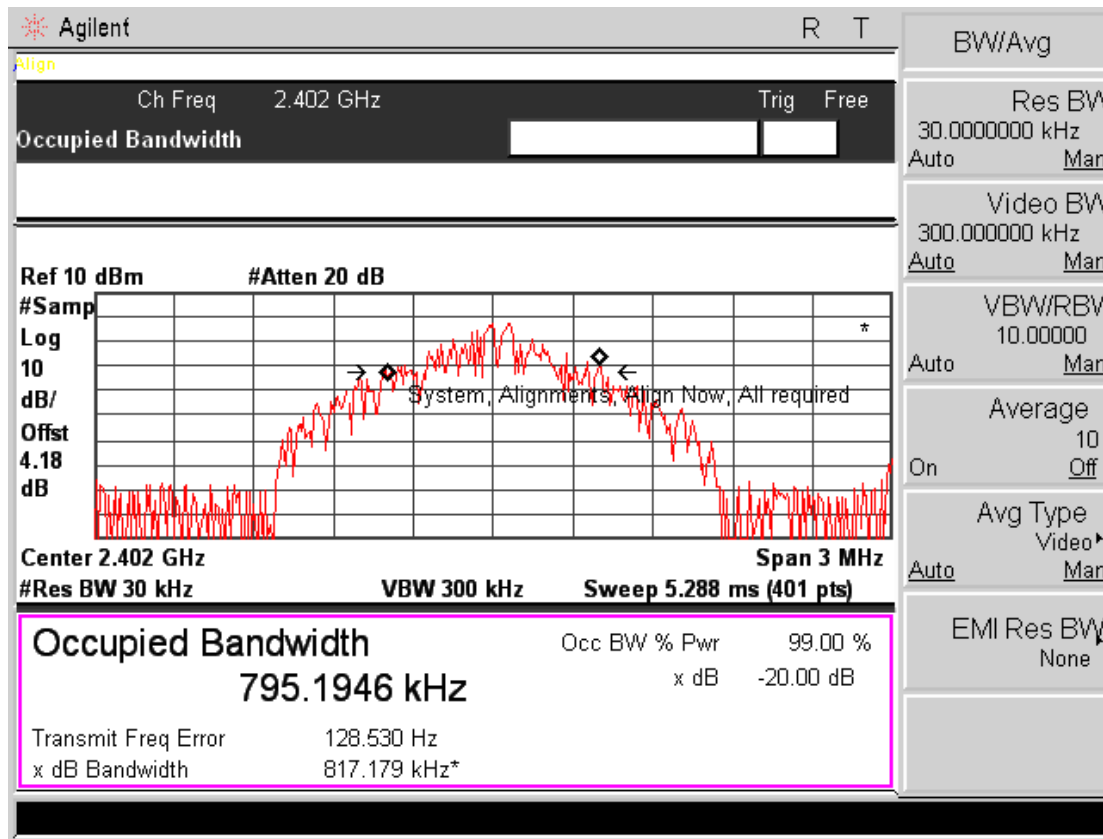 Agilent R T
Align
Ch Freq 2.402 GHz Trig Free
Occupied Bandwidth
Ref 10 dBm #Atten 20 dB
#Samp
Log
10
dB/
Offst
4.18
dB
*
System, Alignments, Align Now, All required
Center 2.402 GHz Span 3 MHz
#Res BW 30 kHz VBW 300 kHz Sweep 5.288 ms (401 pts)
Occupied Bandwidth Occ BW % Pwr 99.00 %
795.1946 kHz x dB -20.00 dB
Transmit Freq Error 128.530 Hz
x dB Bandwidth 817.179 kHz*
BW/Avg
Res BW
30.0000000 kHz
Auto Man
Video BW
300.000000 kHz
Auto Man
VBW/RBW
10.00000
Auto Man
Average
10
On Off
Avg Type
Video
Auto Man
EMI Res BW
None